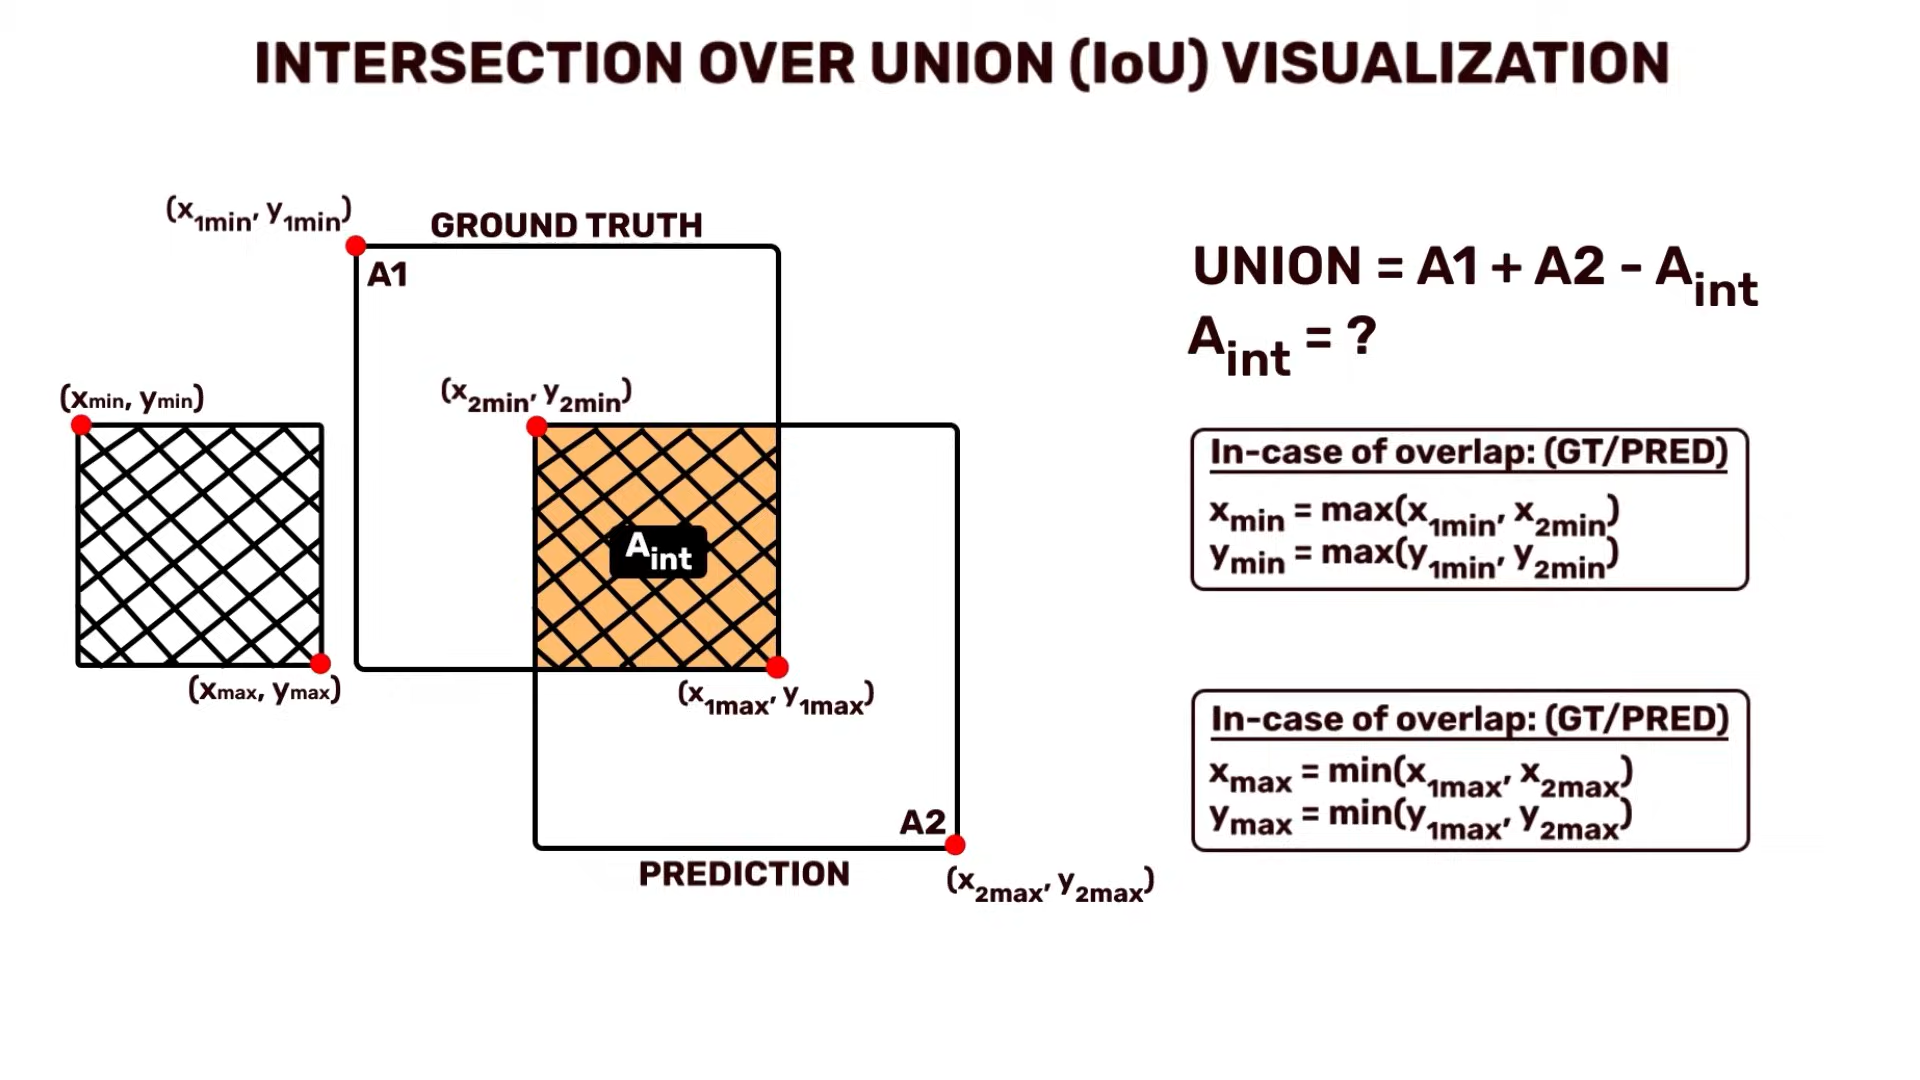 INTERSECTION OVER UNION (IoU) VISUALIZATION
(x1min, y1min)
GROUND TRUTH
A1
(x2min, y2min)
(xmin, ymin)
Aint
(xmax, ymax)
(x1max, y1max)
A2
PREDICTION
(x2max, y2max)
UNION = A1 + A2 - Aint
Aint = ?
In-case of overlap: (GT/PRED)
xmin = max(x1min, x2min)
ymin = max(y1min, y2min)
In-case of overlap: (GT/PRED)
xmax = min(x1max, x2max)
ymax = min(y1max, y2max)